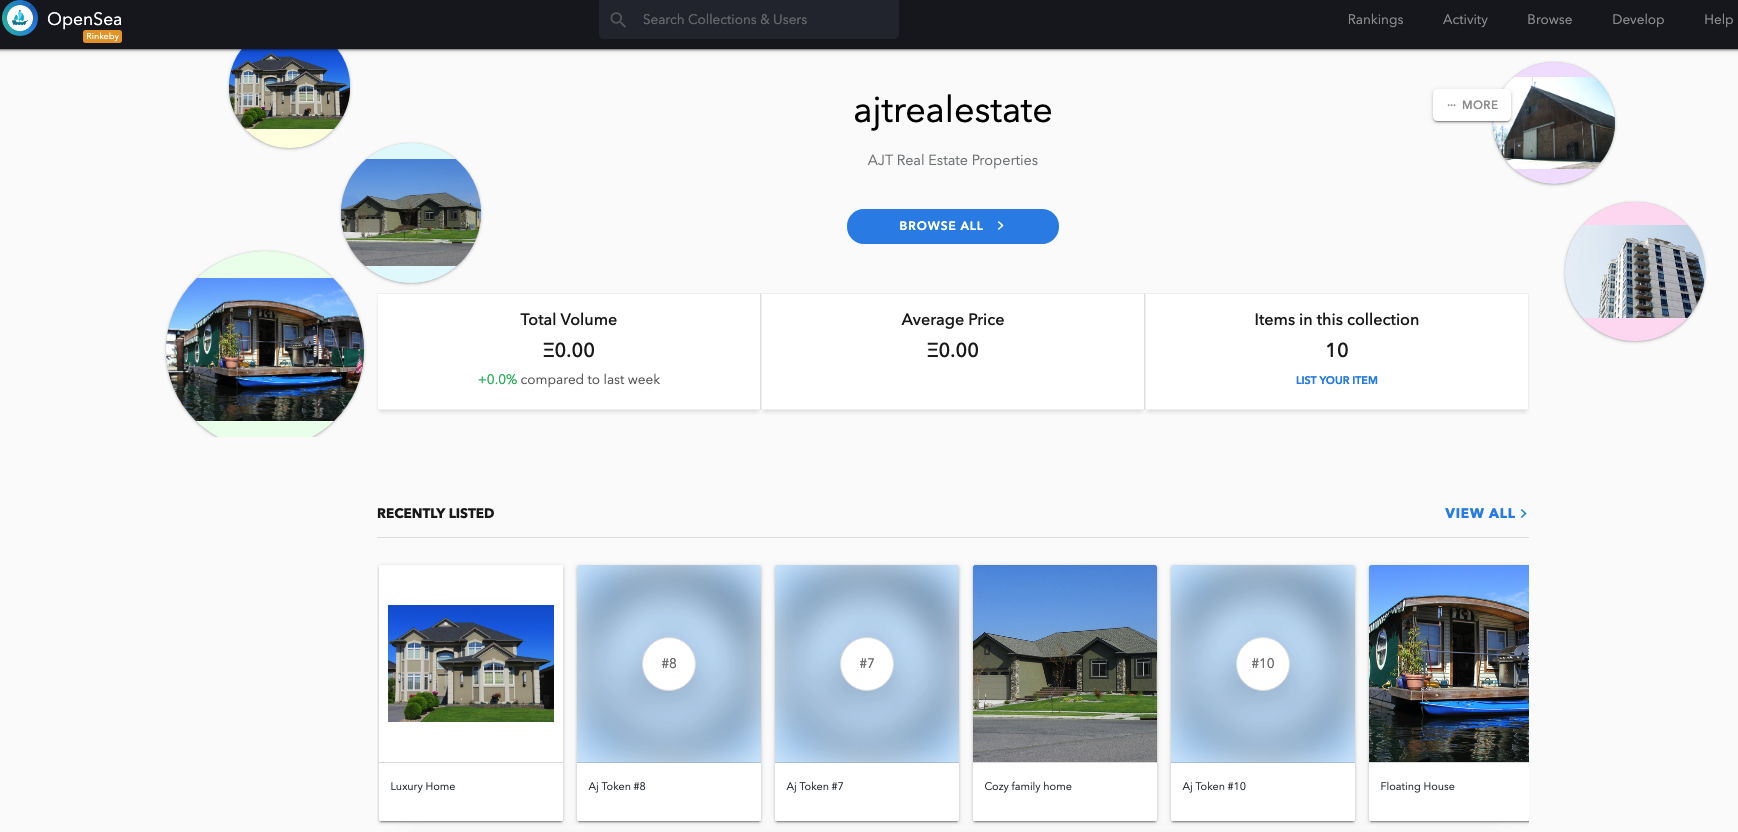 OpenSea
Rinkeby
Search Collections & Users
Rankings
Activity
Browse
Develop
Help
ajtrealestate
··· MORE
AJT Real Estate Properties
BROWSE ALL
Total Volume
Ξ0.00
+0.0% compared to last week
Average Price
Ξ0.00
Items in this collection
10
LIST YOUR ITEM
RECENTLY LISTED
VIEW ALL
#8
#7
#10
Luxury Home
Aj Token #8
Aj Token #7
Cozy family home
Aj Token #10
Floating House